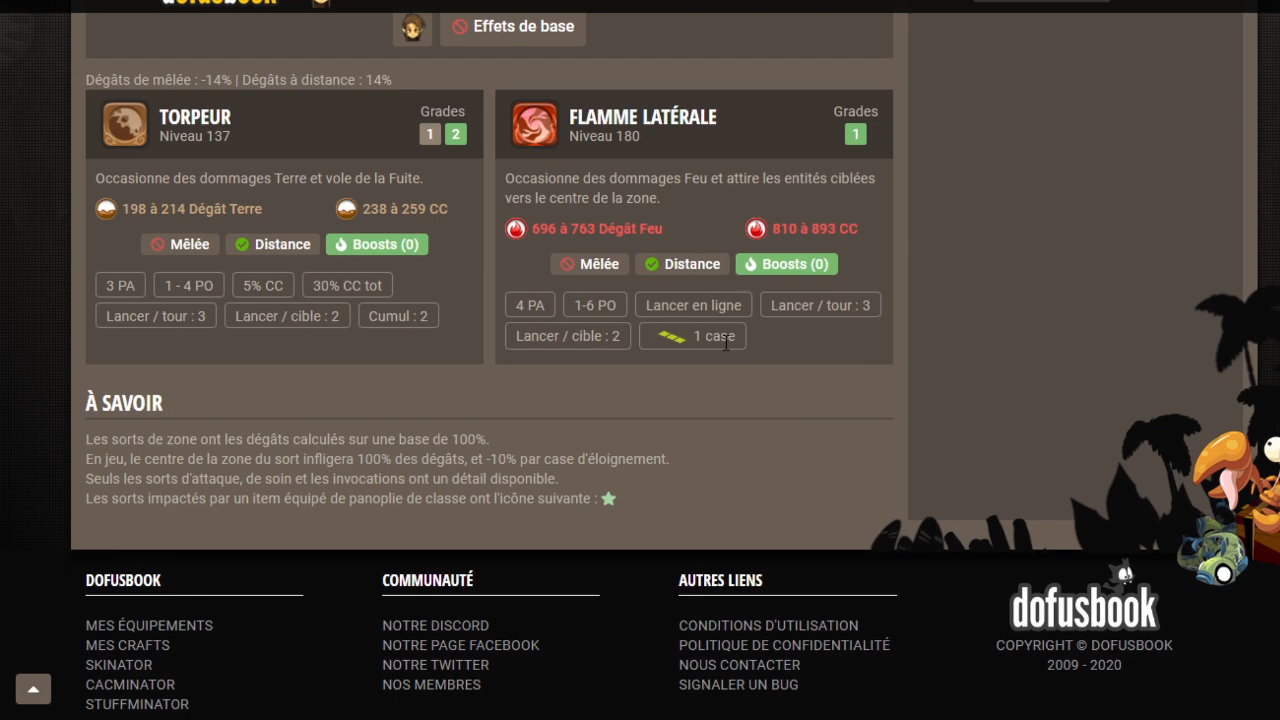 dofusbook
Effets de base
Dégâts de mêlée : -14% | Dégâts à distance : 14%
TORPEUR
Niveau 137
Grades
1 2
Occasionne des dommages Terre et vole de la Fuite.
198 à 214 Dégât Terre 238 à 259 CC
Mêlée Distance Boosts (0)
3 PA 1 - 4 PO 5% CC 30% CC tot
Lancer / tour : 3 Lancer / cible : 2 Cumul : 2
FLAMME LATÉRALE
Niveau 180
Grades
1
Occasionne des dommages Feu et attire les entités ciblées
vers le centre de la zone.
696 à 763 Dégât Feu 810 à 893 CC
Mêlée Distance Boosts (0)
4 PA 1-6 PO Lancer en ligne Lancer / tour : 3
Lancer / cible : 2 1 case
À SAVOIR
Les sorts de zone ont les dégâts calculés sur une base de 100%.
En jeu, le centre de la zone du sort infligera 100% des dégâts, et -10% par case d'éloignement.
Seuls les sorts d'attaque, de soin et les invocations ont un détail disponible.
Les sorts impactés par un item équipé de panoplie de classe ont l'icône suivante :
DOFUSBOOK
MES ÉQUIPEMENTS
MES CRAFTS
SKINATOR
CACMINATOR
STUFFMINATOR
COMMUNAUTÉ
NOTRE DISCORD
NOTRE PAGE FACEBOOK
NOTRE TWITTER
NOS MEMBRES
AUTRES LIENS
CONDITIONS D'UTILISATION
POLITIQUE DE CONFIDENTIALITÉ
NOUS CONTACTER
SIGNALER UN BUG
dofusbook
COPYRIGHT © DOFUSBOOK
2009 - 2020